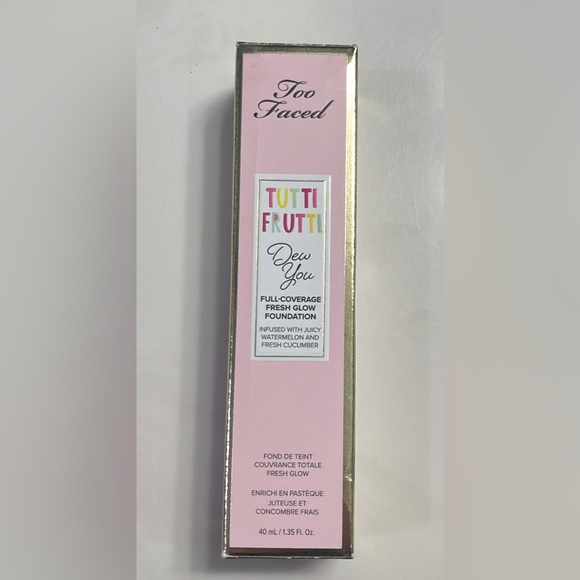 Too
Faced
TUTTI
FRUTTI
Dew
You
FULL-COVERAGE
FRESH GLOW
FOUNDATION
INFUSED WITH JUICY
WATERMELON AND
FRESH CUCUMBER
FOND DE TEINT
COUVRANCE TOTALE
FRESH GLOW
ENRICHI EN PASTÈQUE
JUTEUSE ET
CONCOMBRE FRAIS
40 mL / 1.35 Fl. Oz.